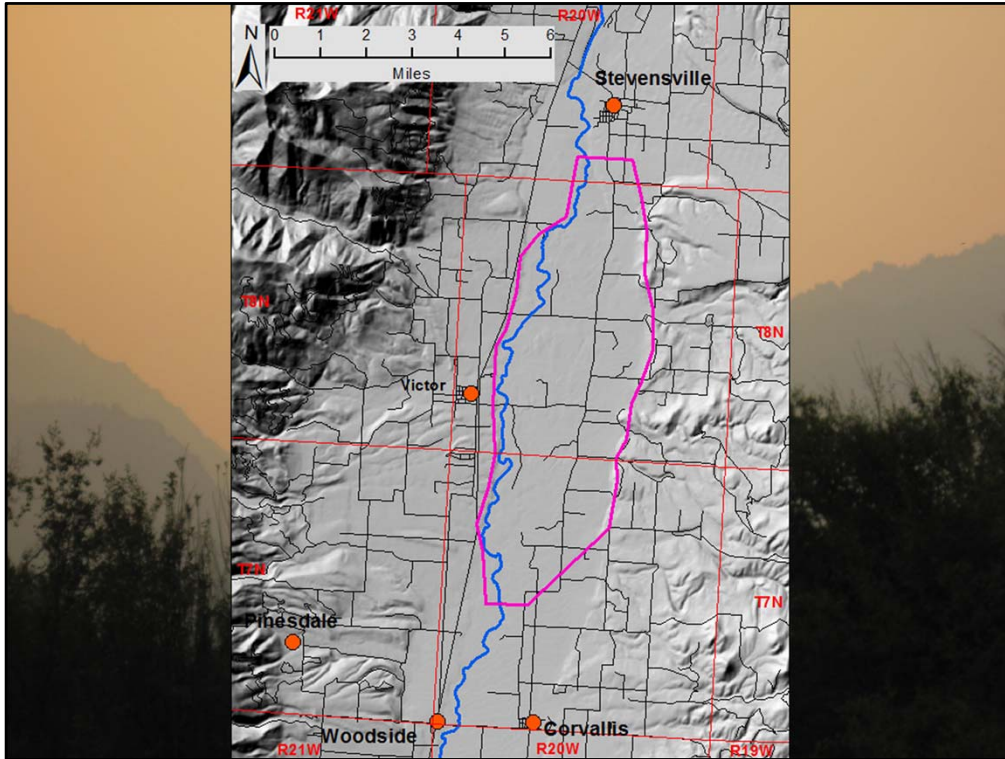 R21W
R20W
N
0 1 2 3 4 5 6
Miles
Stevensville
T8N
T8N
Victor
T7N
T7N
Pinesdale
Woodside
Corvallis
R21W
R20W
R19W